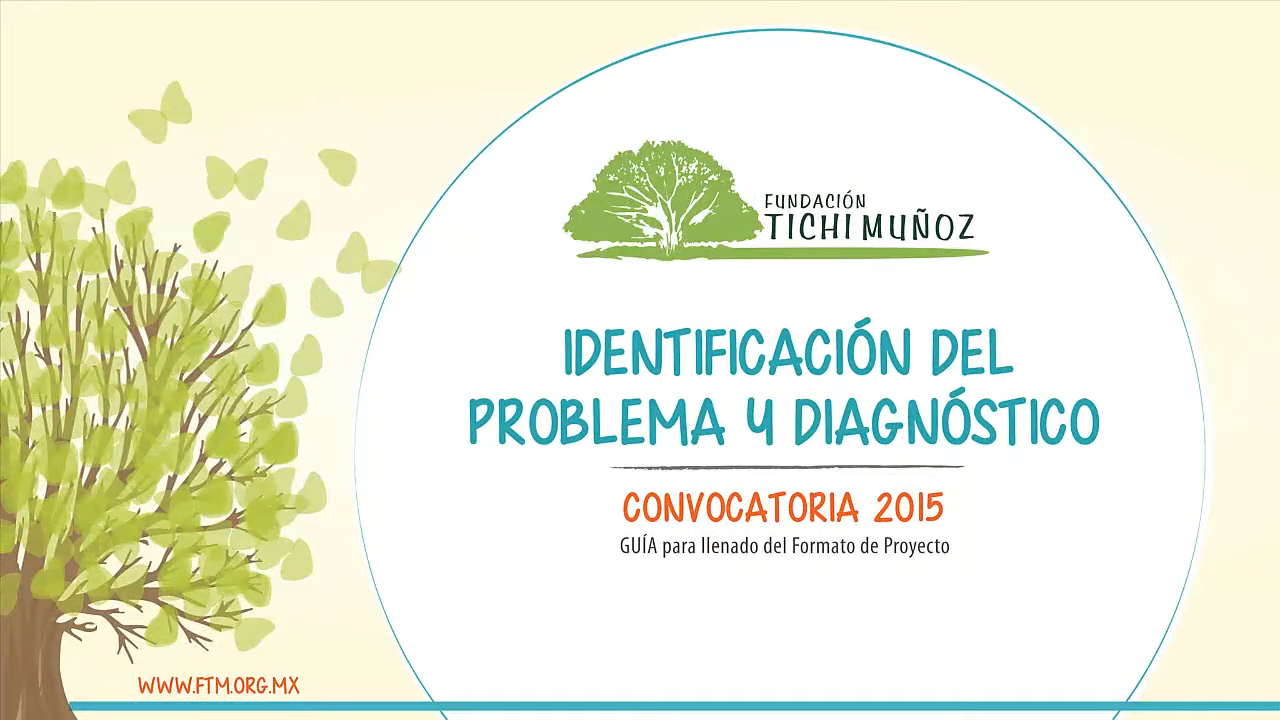 FUNDACIÓN
TICHI MUÑOZ
IDENTIFICACIÓN DEL
PROBLEMA Y DIAGNÓSTICO
CONVOCATORIA 2015
GUÍA para llenado del Formato de Proyecto
WWW.FTM.ORG.MX